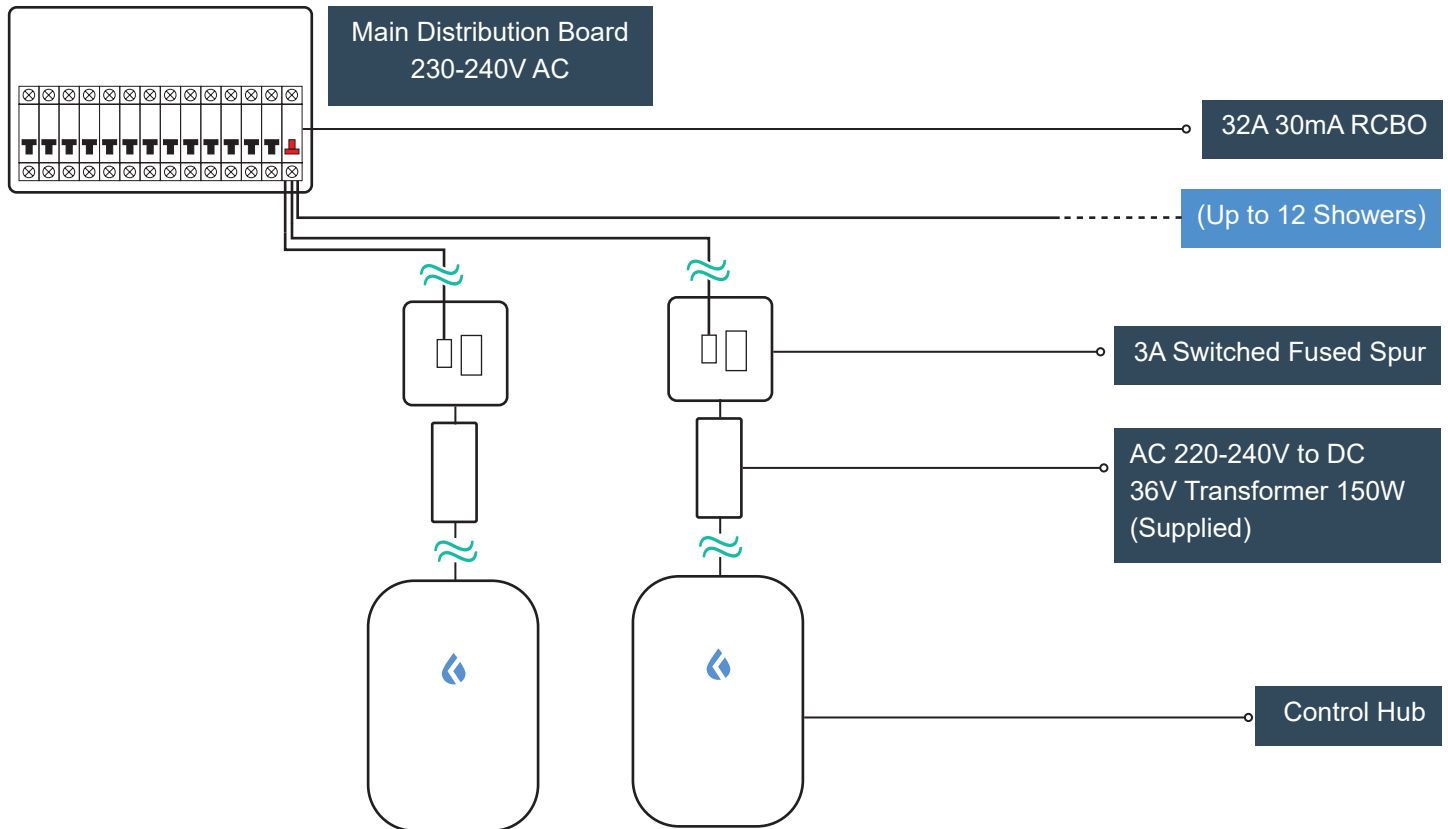 Main Distribution Board
230-240V AC
32A 30mA RCBO
(Up to 12 Showers)
3A Switched Fused Spur
AC 220-240V to DC
36V Transformer 150W
(Supplied)
Control Hub